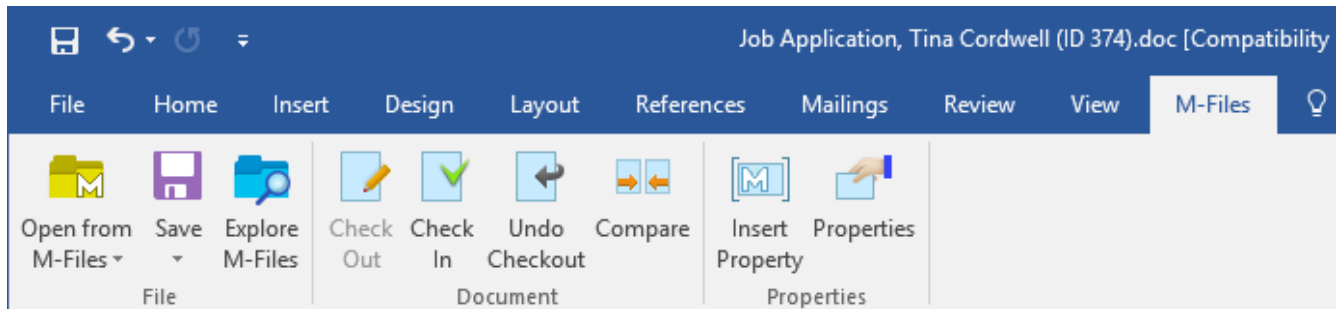 Job Application, Tina Cordwell (ID 374).doc [Compatibility
File Home Insert Design Layout References Mailings Review View M-Files
Open from M-Files
Save
Explore M-Files
Check Out
Check In
Undo Checkout
Compare
Insert Property
Properties
File
Document
Properties